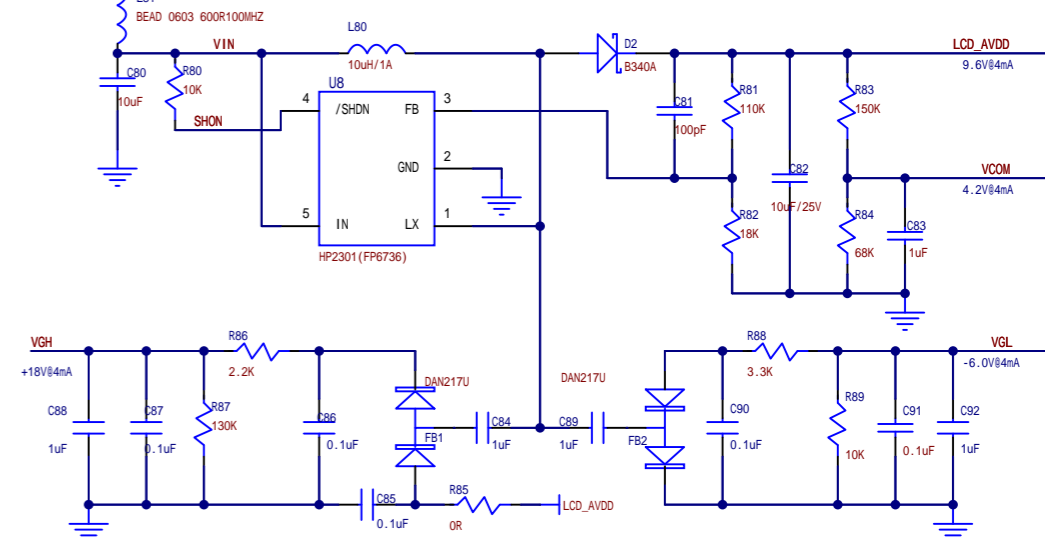 BEAD 0603 600R100MHZ
VIN
L80
10uH/1A
D2
B340A
LCD_AVDD
9.6V@4mA
C80
10uF
R80
10K
SHON
U8
4
/SHDN
FB
3
GND
2
5
IN
LX
1
HP2301(FP6736)
C81
100pF
R81
110K
R82
18K
C82
10uF/25V
R83
150K
VCOM
4.2V@4mA
R84
68K
C83
1uF
VGH
+18V@4mA
R86
2.2K
C88
1uF
C87
0.1uF
R87
130K
C86
0.1uF
DAN217U
FB1
C84
1uF
C85
0.1uF
R85
0R
LCD_AVDD
C89
1uF
DAN217U
FB2
C90
0.1uF
R88
3.3K
R89
10K
C91
0.1uF
C92
1uF
VGL
-6.0V@4mA